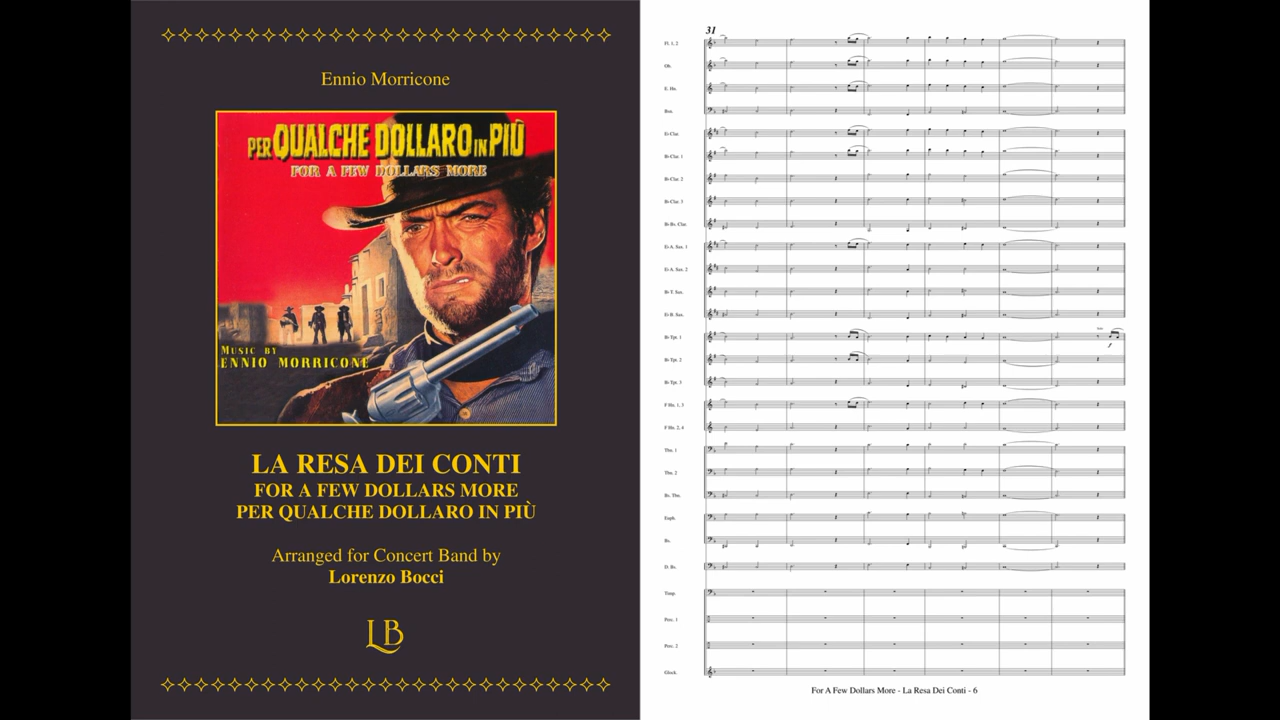 Ennio Morricone
PER QUALCHE DOLLARO IN PIÙ
FOR A FEW DOLLARS MORE
MUSIC BY
ENNIO MORRICONE
LA RESA DEI CONTI
FOR A FEW DOLLARS MORE
PER QUALCHE DOLLARO IN PIÙ
Arranged for Concert Band by
Lorenzo Bocci
LB
31
Fl. 1, 2
Ob.
E. Hn.
Bsn.
E♭ Clar.
B♭ Clar. 1
B♭ Clar. 2
B♭ Clar. 3
B♭ Bs. Clar.
E♭ A. Sax. 1
E♭ A. Sax. 2
B♭ T. Sax.
E♭ B. Sax.
B♭ Tpt. 1
B♭ Tpt. 2
B♭ Tpt. 3
F Hn. 1, 3
F Hn. 2, 4
Tbn. 1
Tbn. 2
Bs. Tbn.
Euph.
Bs.
D. Bs.
Timp.
Perc. 1
Perc. 2
Glock.
For A Few Dollars More - La Resa Dei Conti - 6